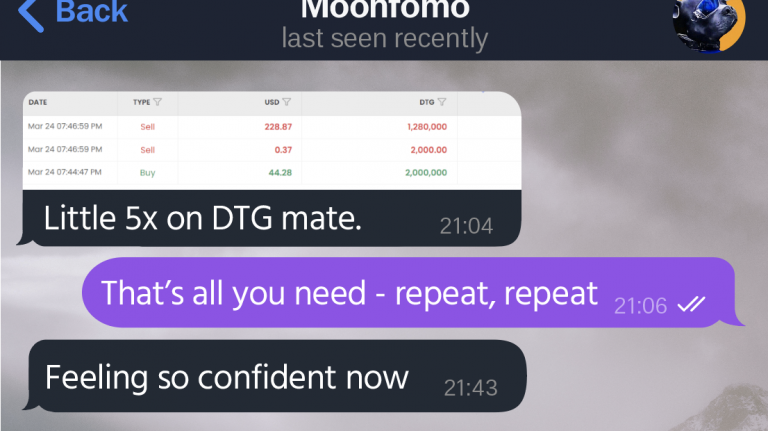 Back
Moonfomo
last seen recently
DATE TYPE USD DTG
Mar 24 07:46:59 PM Sell 228.87 1,280,000
Mar 24 07:46:59 PM Sell 0.37 2,000.00
Mar 24 07:44:47 PM Buy 44.28 2,000,000
Little 5x on DTG mate. 21:04
That's all you need - repeat, repeat 21:06
Feeling so confident now 21:43